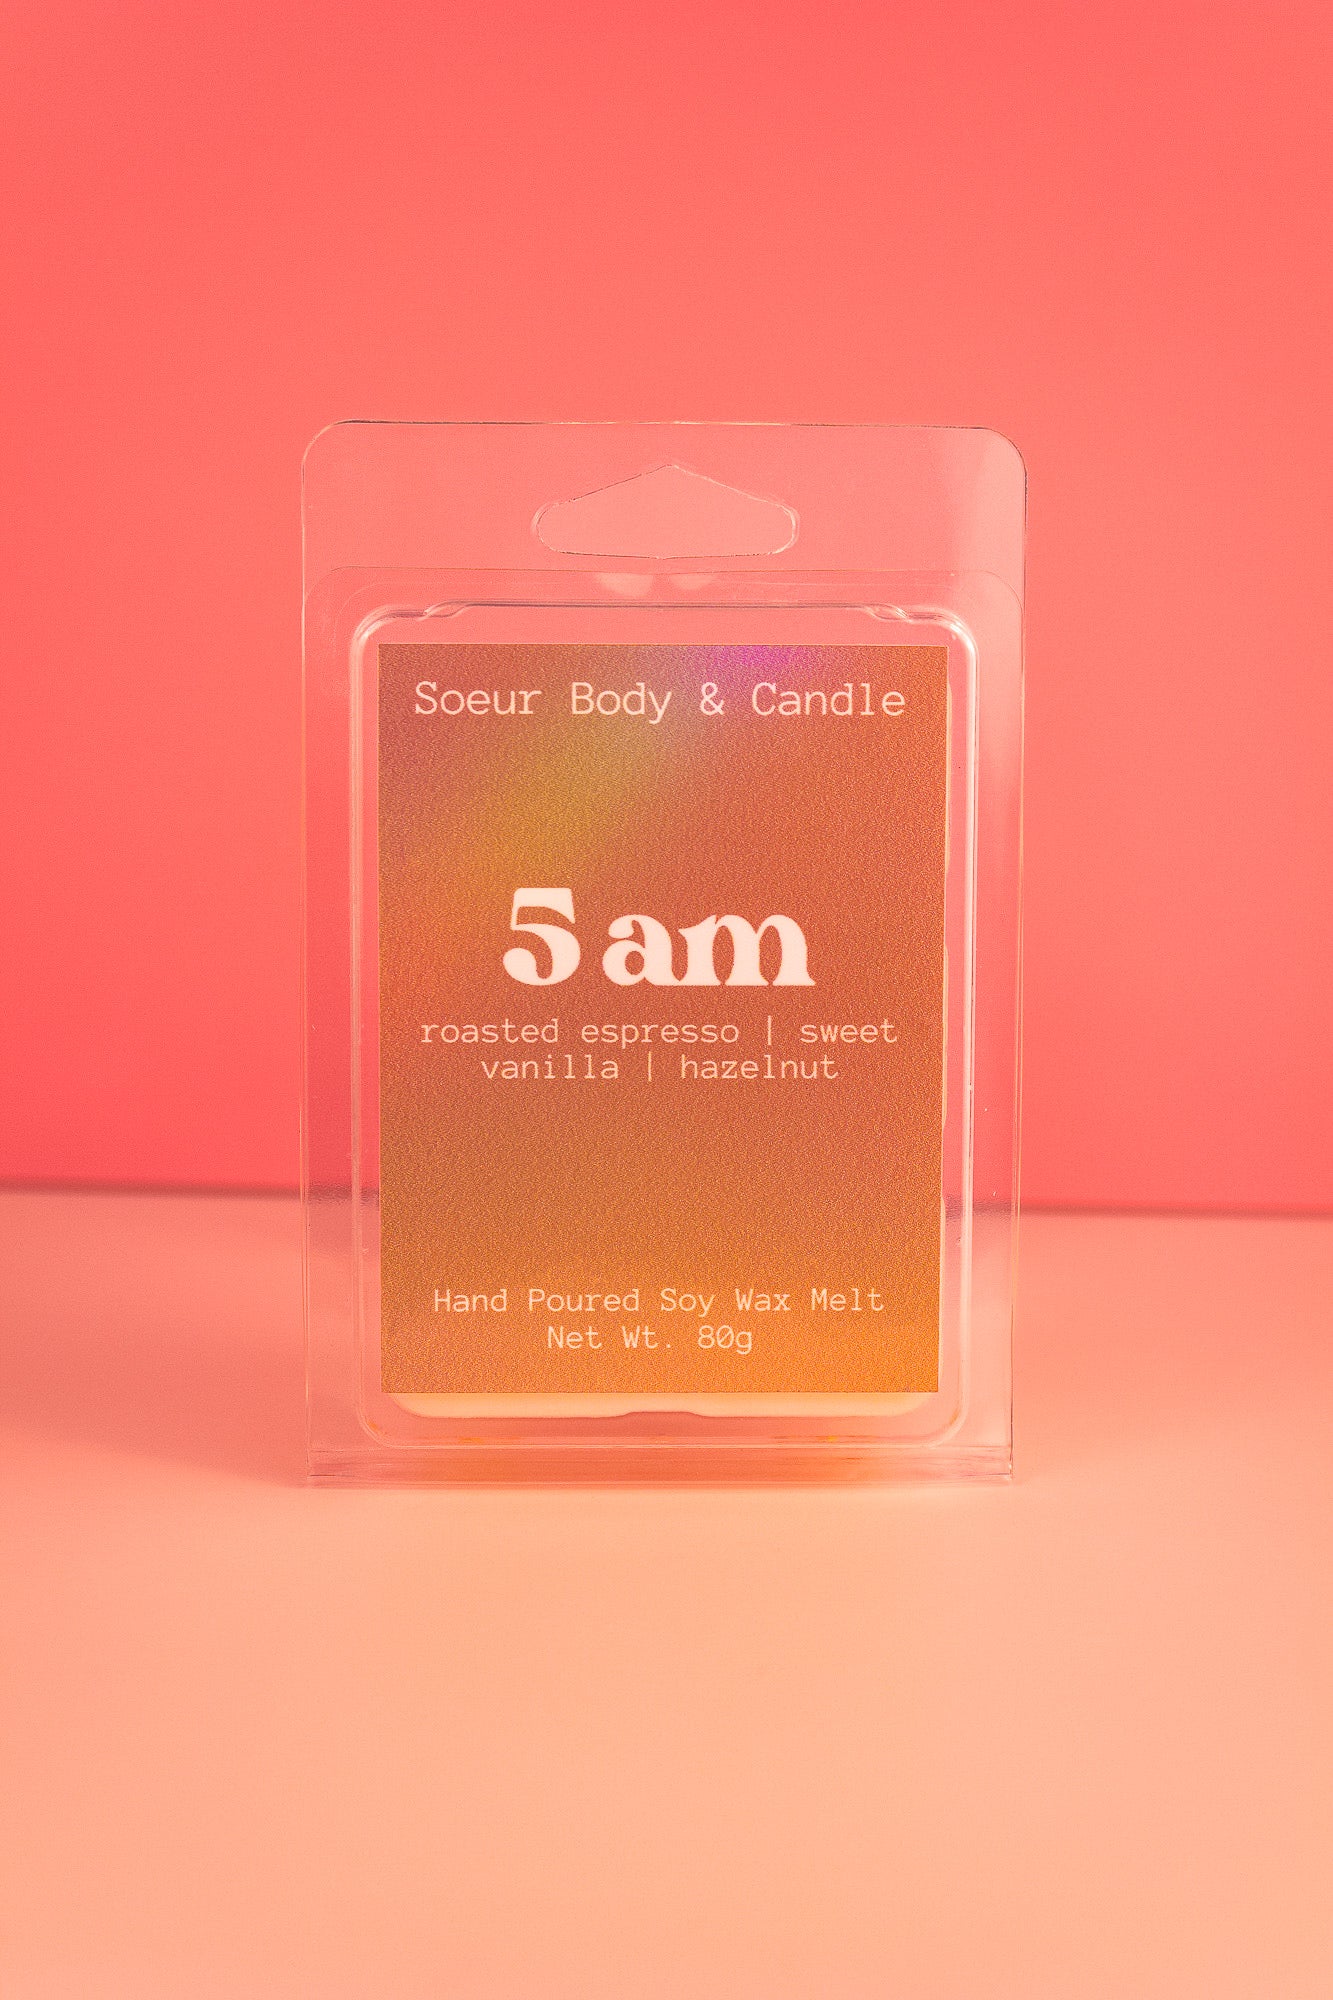 Soeur Body & Candle
5 am
roasted espresso | sweet
vanilla | hazelnut
Hand Poured Soy Wax Melt
Net Wt. 80g